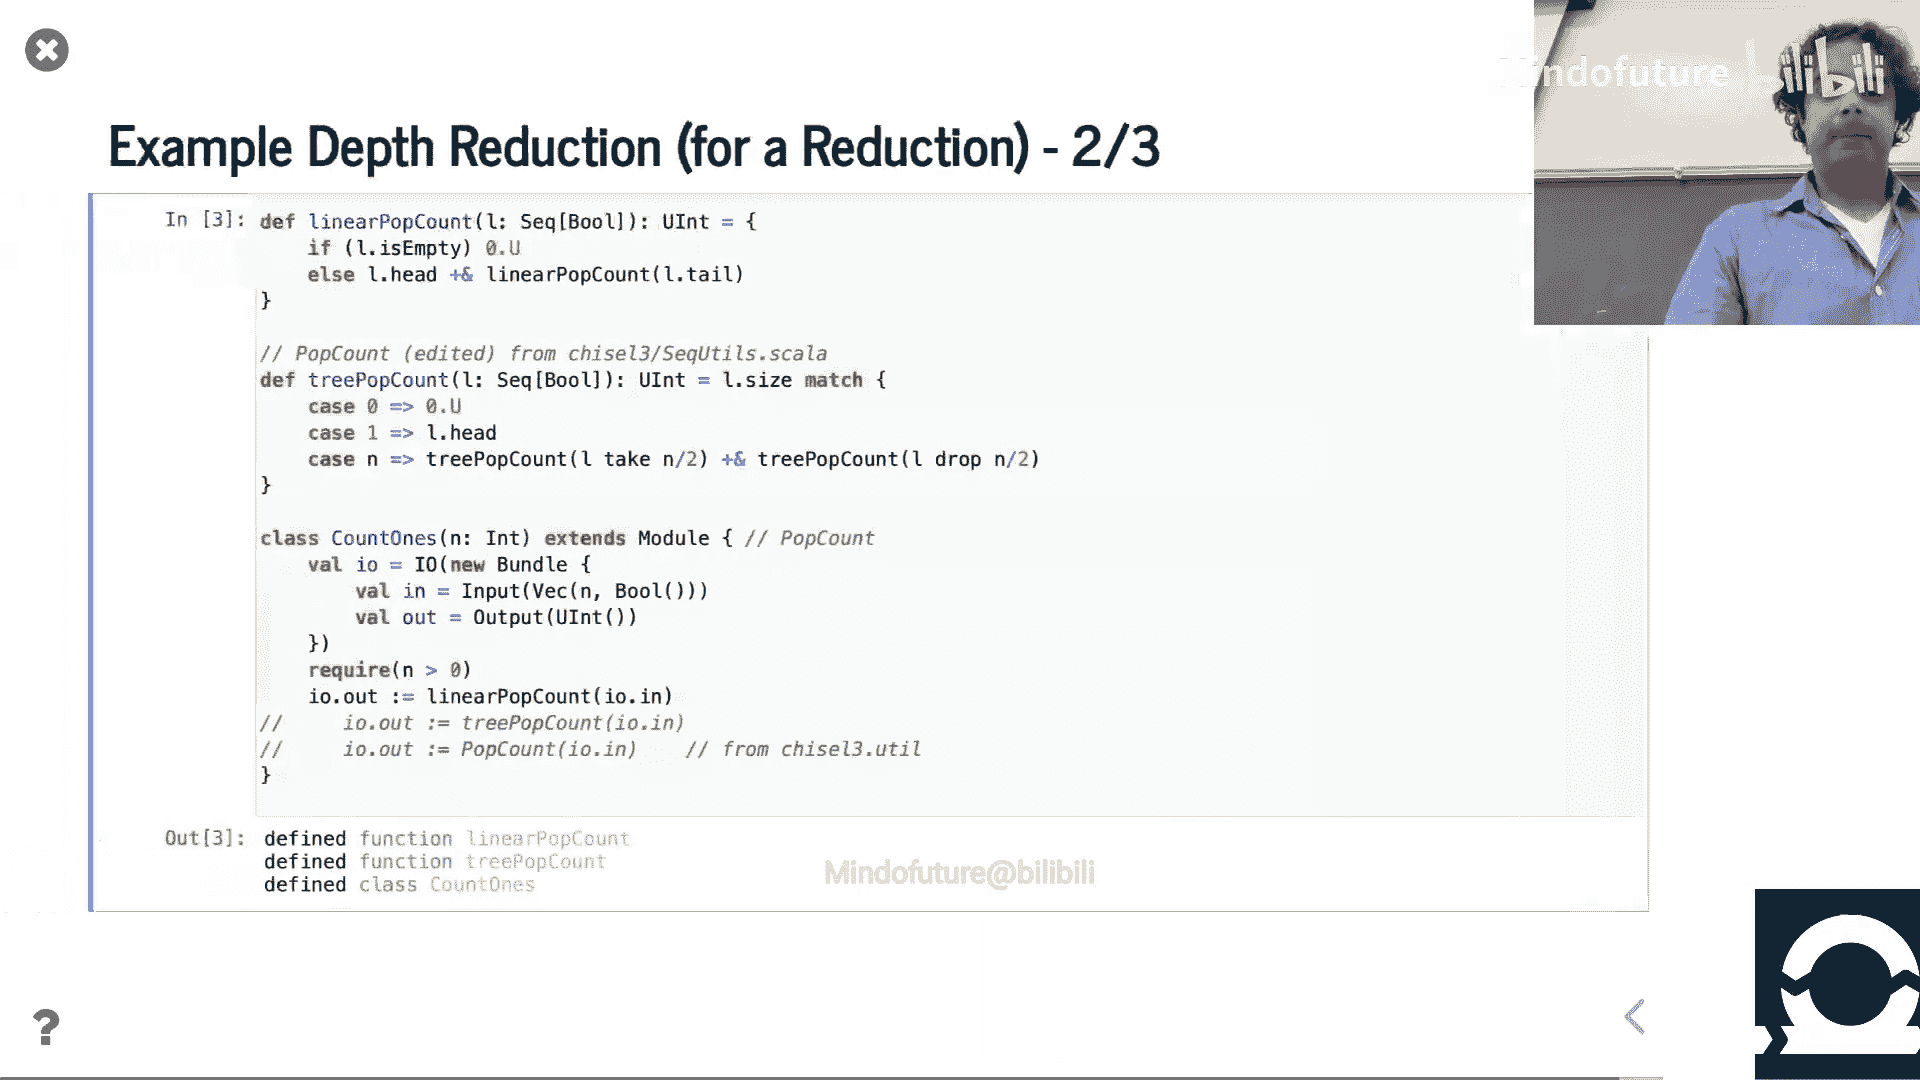 Mindofuture bilibili
Example Depth Reduction (for a Reduction) - 2/3
In [3]: def linearPopCount(l: Seq[Bool]): UInt = {
    if (l.isEmpty) 0.U
    else l.head +& linearPopCount(l.tail)
}
// PopCount (edited) from chisel3/SeqUtils.scala
def treePopCount(l: Seq[Bool]): UInt = l.size match {
    case 0 => 0.U
    case 1 => l.head
    case n => treePopCount(l take n/2) +& treePopCount(l drop n/2)
}
class CountOnes(n: Int) extends Module { // PopCount
    val io = IO(new Bundle {
        val in = Input(Vec(n, Bool()))
        val out = Output(UInt())
    })
    require(n > 0)
    io.out := linearPopCount(io.in)
//     io.out := treePopCount(io.in)
//     io.out := PopCount(io.in)    // from chisel3.util
}
Out[3]: defined function linearPopCount
defined function treePopCount
defined class CountOnes
Mindofuture@bilibili
?